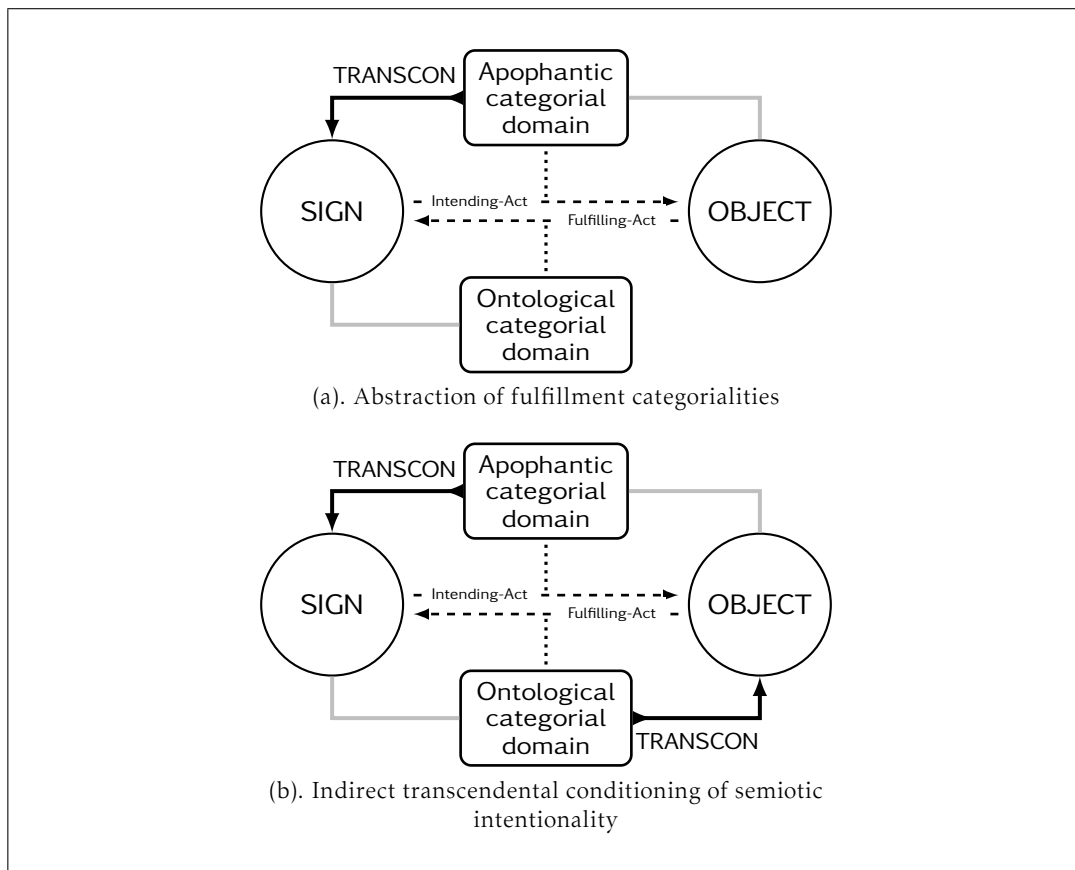 TRANSCON
Apophantic
categorial
domain
SIGN
Intending-Act
Fulfilling-Act
OBJECT
Ontological
categorial
domain
(a). Abstraction of fulfillment categorialities
TRANSCON
Apophantic
categorial
domain
SIGN
Intending-Act
Fulfilling-Act
OBJECT
Ontological
categorial
domain
TRANSCON
(b). Indirect transcendental conditioning of semiotic
intentionality